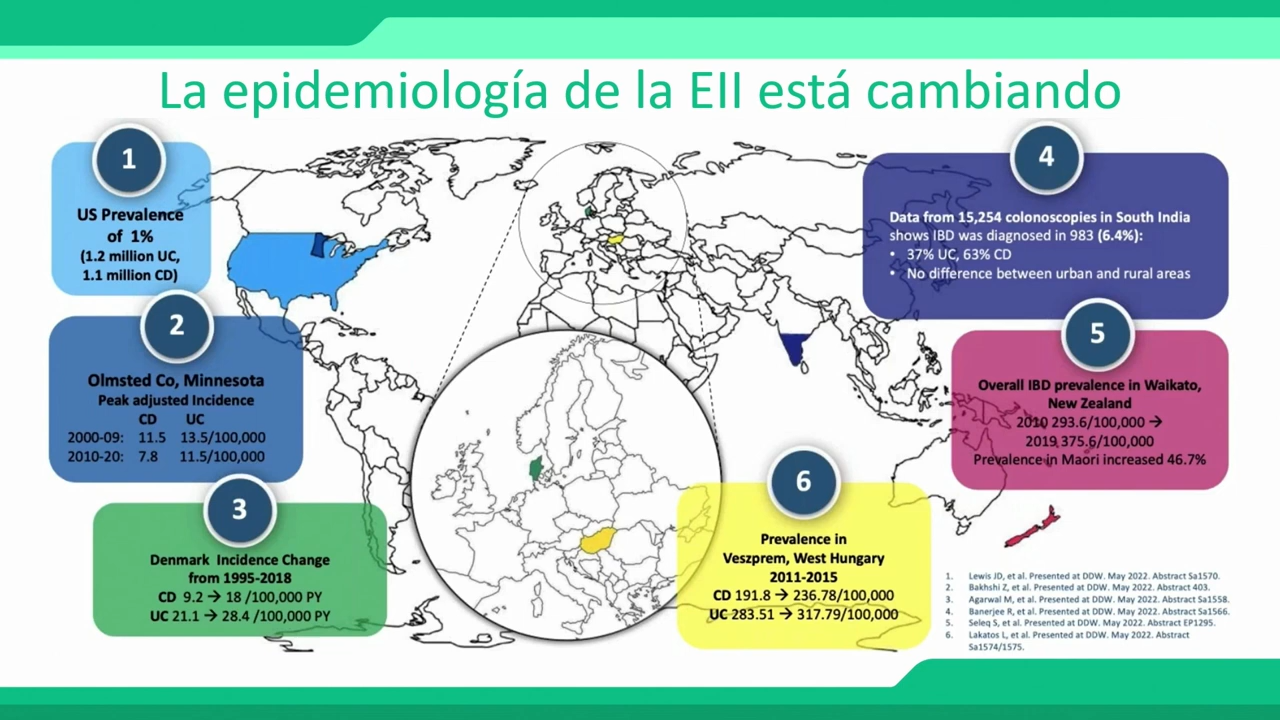 La epidemiología de la EII está cambiando
1
US Prevalence
of 1%
(1.2 million UC,
1.1 million CD)
2
Olmsted Co, Minnesota
Peak adjusted Incidence
CD UC
2000-09: 11.5 13.5/100,000
2010-20: 7.8 11.5/100,000
3
Denmark Incidence Change
from 1995-2018
CD 9.2 → 18 /100,000 PY
UC 21.1 → 28.4 /100,000 PY
4
Data from 15,254 colonoscopies in South India
shows IBD was diagnosed in 983 (6.4%):
• 37% UC, 63% CD
• No difference between urban and rural areas
5
Overall IBD prevalence in Waikato,
New Zealand
2010 293.6/100,000 →
2019 375.6/100,000
Prevalence in Maori increased 46.7%
6
Prevalence in
Veszprem, West Hungary
2011-2015
CD 191.8 → 236.78/100,000
UC 283.51 → 317.79/100,000
1. Lewis JD, et al. Presented at DDW. May 2022. Abstract Sa1570.
2. Bakhshi Z, et al. Presented at DDW. May 2022. Abstract 403.
3. Agarwal M, et al. Presented at DDW. May 2022. Abstract Sa1558.
4. Banerjee R, et al. Presented at DDW. May 2022. Abstract Sa1566.
5. Seleq S, et al. Presented at DDW. May 2022. Abstract EP1295.
6. Lakatos L, et al. Presented at DDW. May 2022. Abstract
Sa1574/1575.